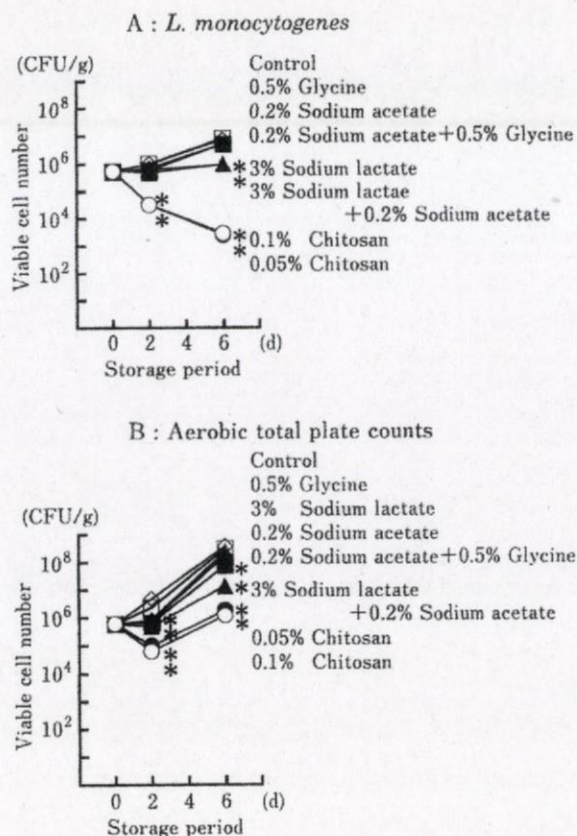 A : L. monocytogenes
(CFU/g)
Control
0.5% Glycine
10⁸
0.2% Sodium acetate
0.2% Sodium acetate+0.5% Glycine
10⁶
* 3% Sodium lactate
* 3% Sodium lactae
+0.2% Sodium acetate
10⁴
*
*
* 0.1% Chitosan
* 0.05% Chitosan
10²
Viable cell number
0 2 4 6 (d)
Storage period
B : Aerobic total plate counts
Control
0.5% Glycine
(CFU/g)
3% Sodium lactate
0.2% Sodium acetate
10⁸
0.2% Sodium acetate+0.5% Glycine
*
* 3% Sodium lactate
+0.2% Sodium acetate
10⁶
*
*
*
*
*
*
0.05% Chitosan
0.1% Chitosan
10⁴
10²
Viable cell number
0 2 4 6 (d)
Storage period